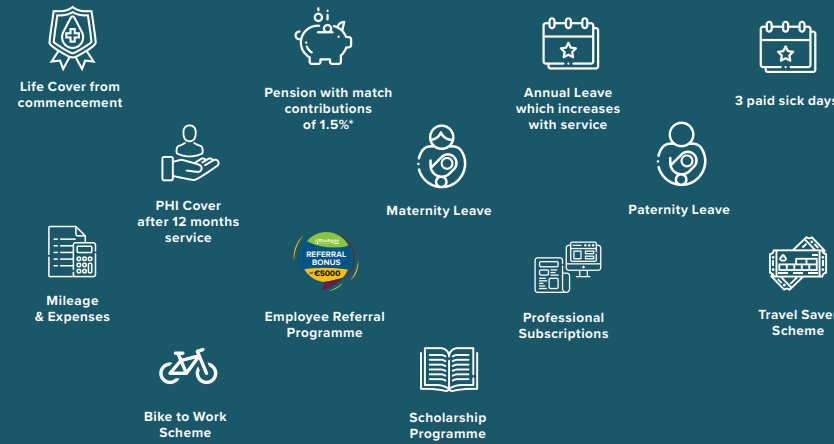 Life Cover from
commencement
Pension with match
contributions
of 1.5%*
Annual Leave
which increases
with service
3 paid sick days
PHI Cover
after 12 months
service
Maternity Leave
Paternity Leave
Mileage
& Expenses
REFERRAL
BONUS
€5000
Employee Referral
Programme
Professional
Subscriptions
Travel Saver
Scheme
Bike to Work
Scheme
Scholarship
Programme